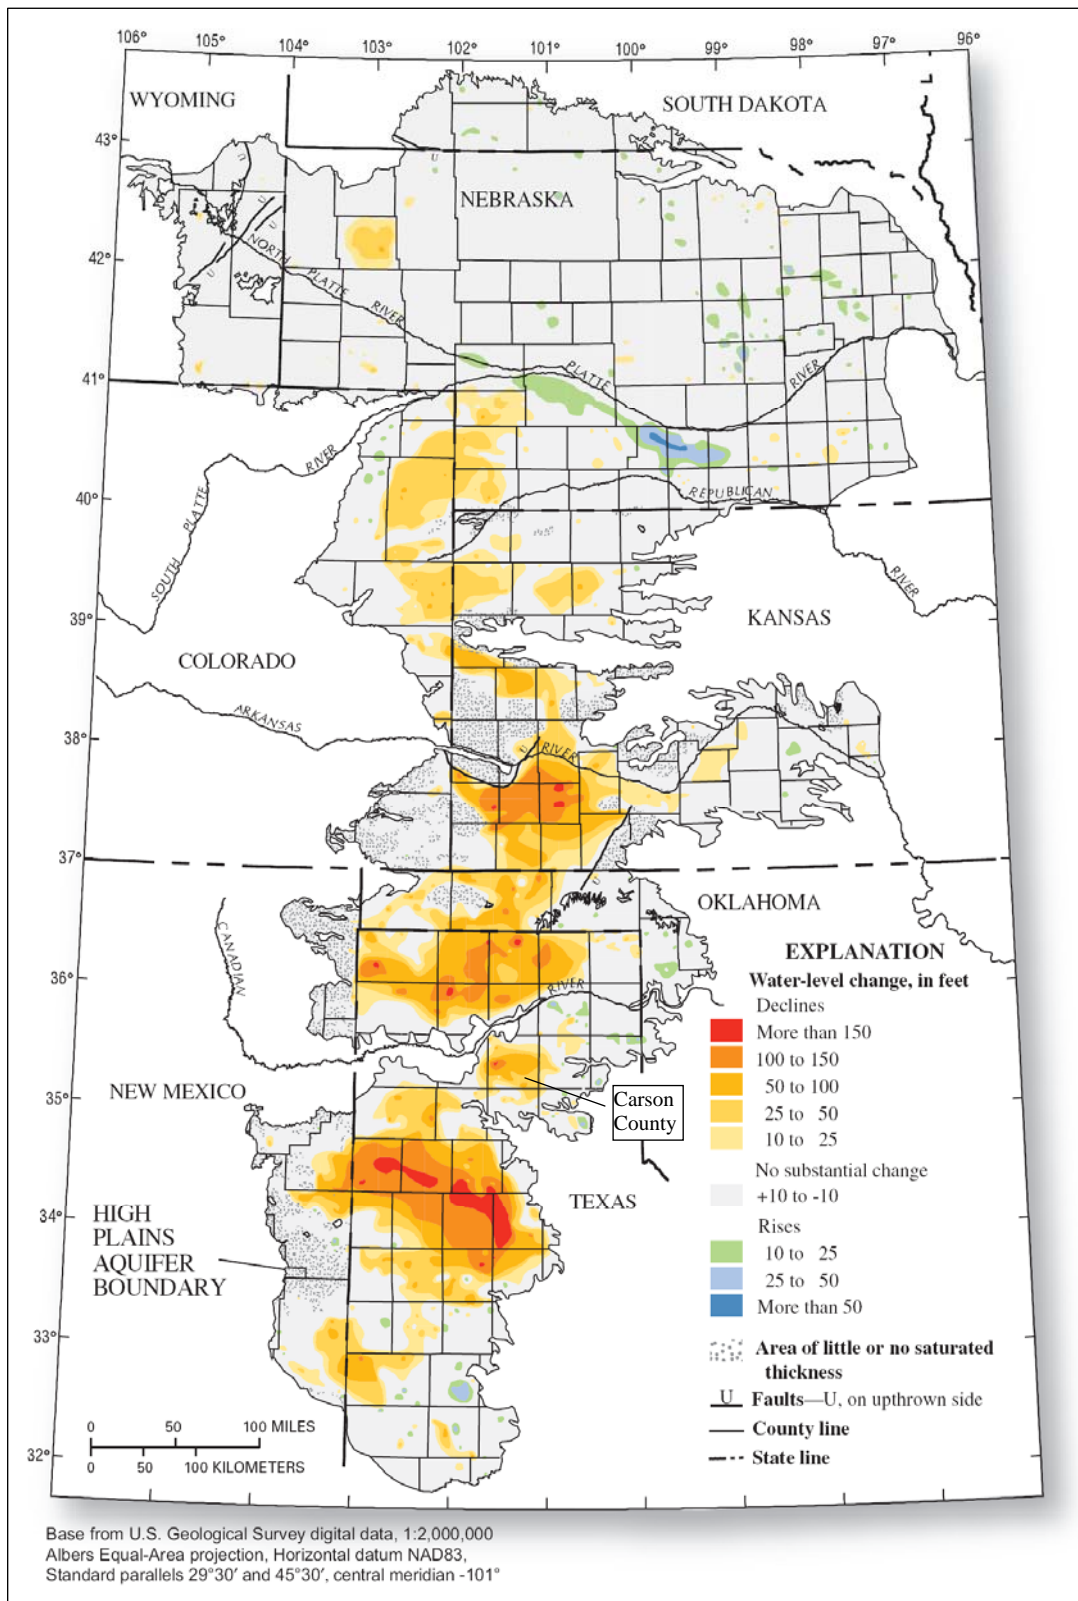 106° 105° 104° 103° 102° 101° 100° 99° 98° 97° 96°
WYOMING
SOUTH DAKOTA
43°
U
U
NEBRASKA
U
U
U
NORTH PLATTE RIVER
42°
PLATTE RIVER
41°
SOUTH PLATTE RIVER
REPUBLICAN RIVER
40°
39°
KANSAS
COLORADO
ARKANSAS RIVER
38°
U
37°
U
OKLAHOMA
CANADIAN RIVER
36°
NEW MEXICO
35°
Carson
County
TEXAS
34°
HIGH
PLAINS
AQUIFER
BOUNDARY
33°
32°
EXPLANATION
Water-level change, in feet
Declines
More than 150
100 to 150
50 to 100
25 to 50
10 to 25
No substantial change
+10 to -10
Rises
10 to 25
25 to 50
More than 50
Area of little or no saturated
thickness
U Faults—U, on upthrown side
County line
State line
0 50 100 MILES
0 50 100 KILOMETERS
Base from U.S. Geological Survey digital data, 1:2,000,000
Albers Equal-Area projection, Horizontal datum NAD83,
Standard parallels 29°30′ and 45°30′, central meridian -101°